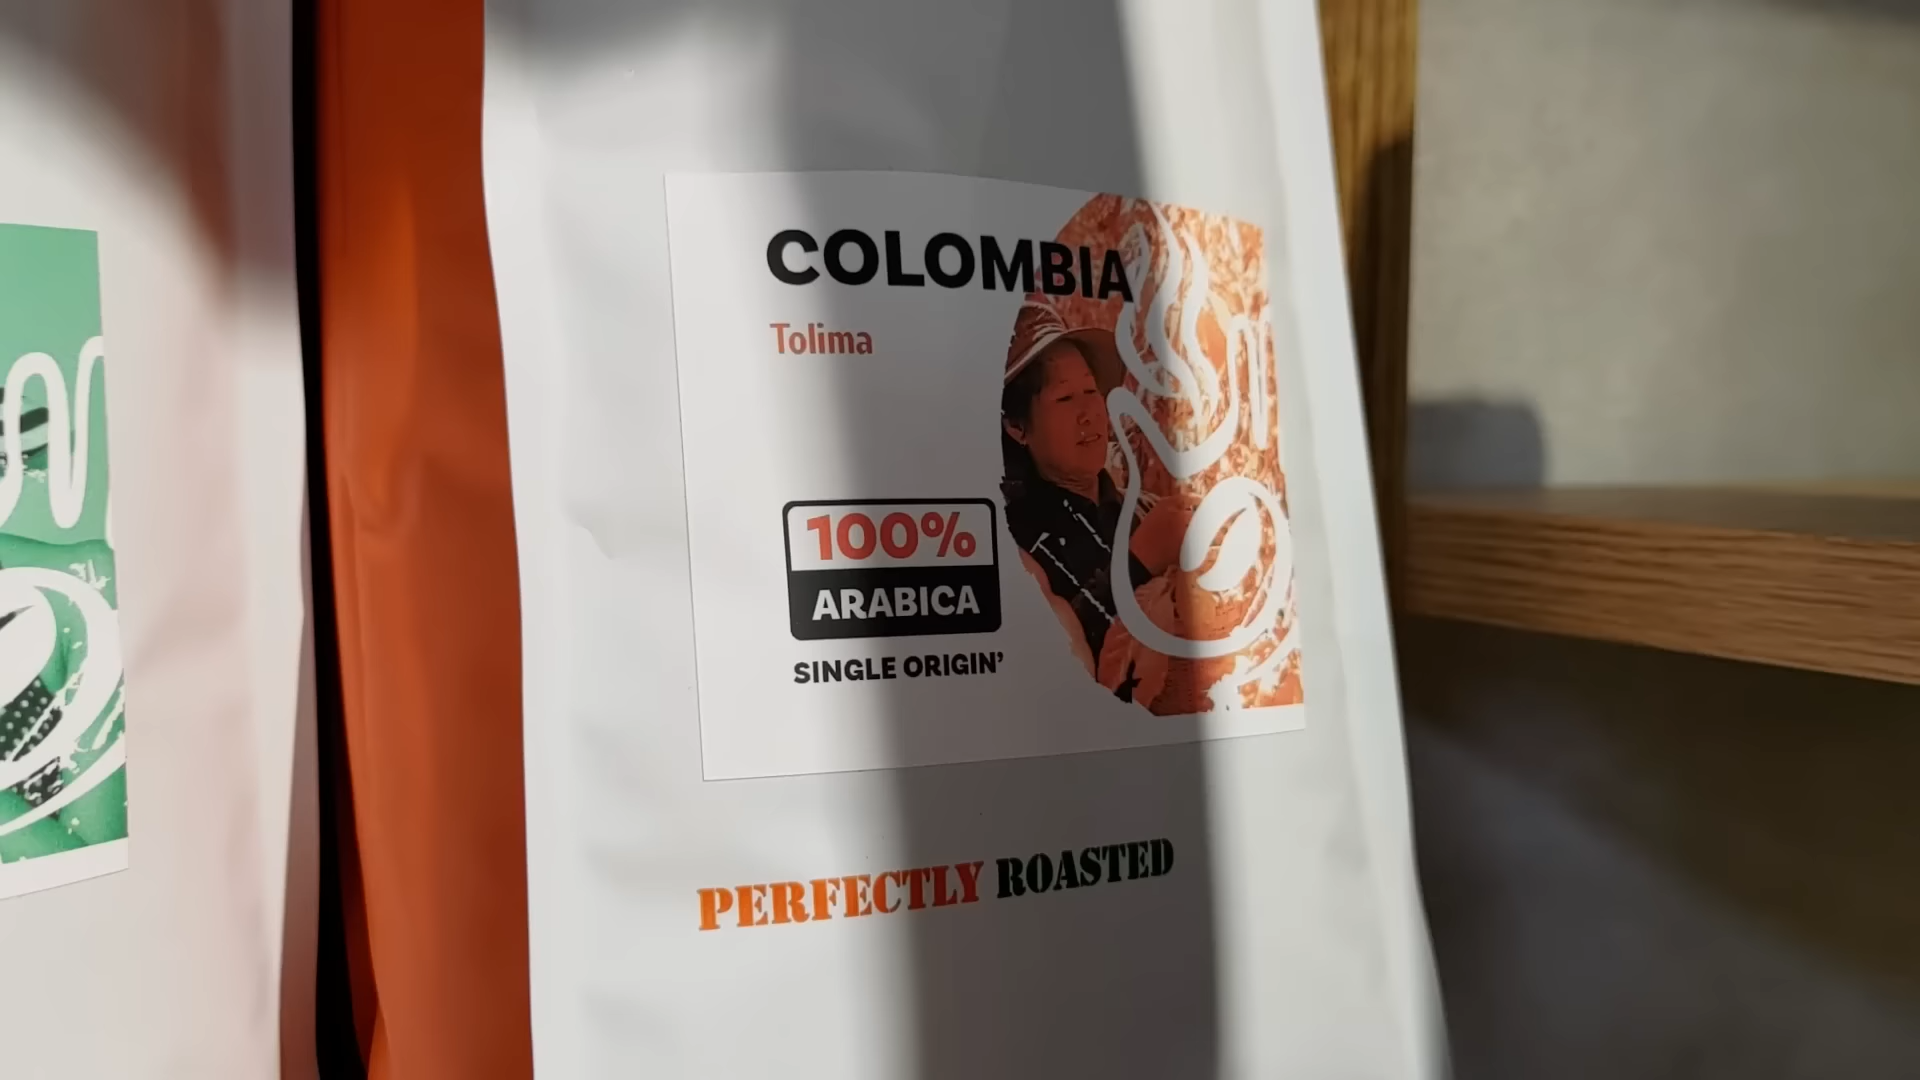 COLOMBIA
Tolima
100%
ARABICA
SINGLE ORIGIN’
PERFECTLY ROASTED